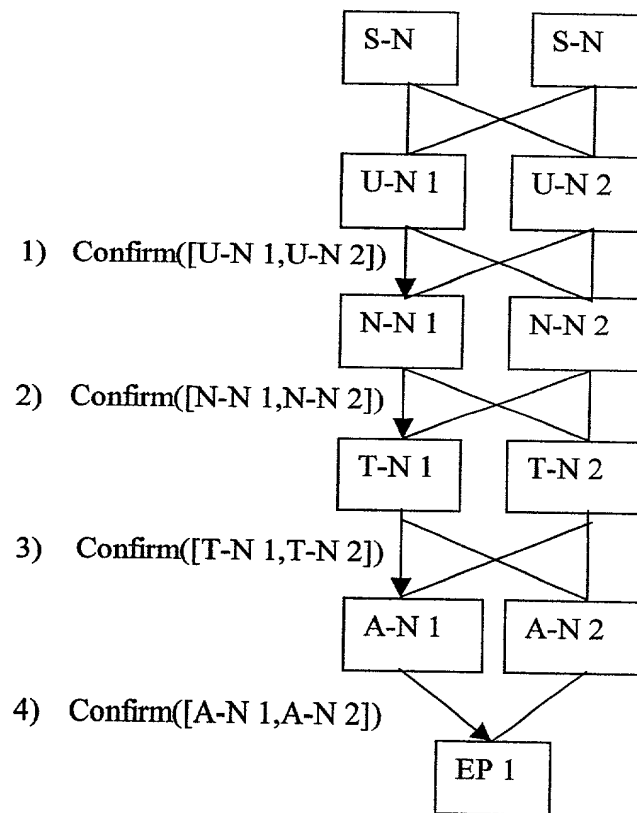 S-N S-N
U-N 1 U-N 2
1) Confirm([U-N 1,U-N 2])
N-N 1 N-N 2
2) Confirm([N-N 1,N-N 2])
T-N 1 T-N 2
3) Confirm([T-N 1,T-N 2])
A-N 1 A-N 2
4) Confirm([A-N 1,A-N 2])
EP 1